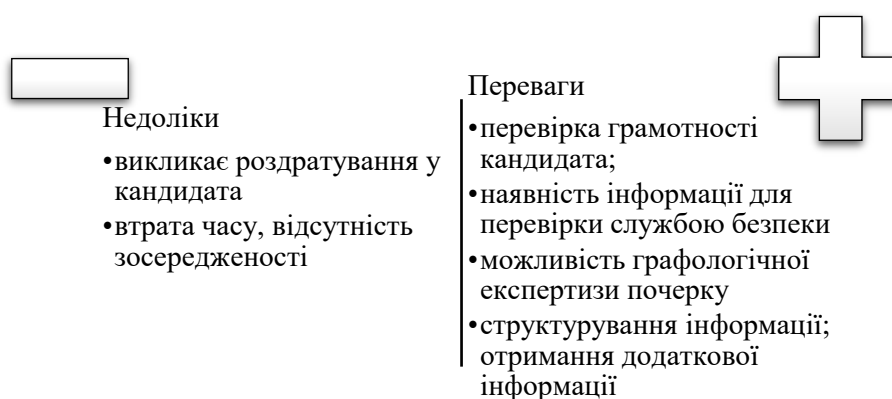 Недоліки
•викликає роздратування у
кандидата
•втрата часу, відсутність
зосередженості
Переваги
•перевірка грамотності
кандидата;
•наявність інформації для
перевірки службою безпеки
•можливість графологічної
експертизи почерку
•структурування інформації;
отримання додаткової
інформації